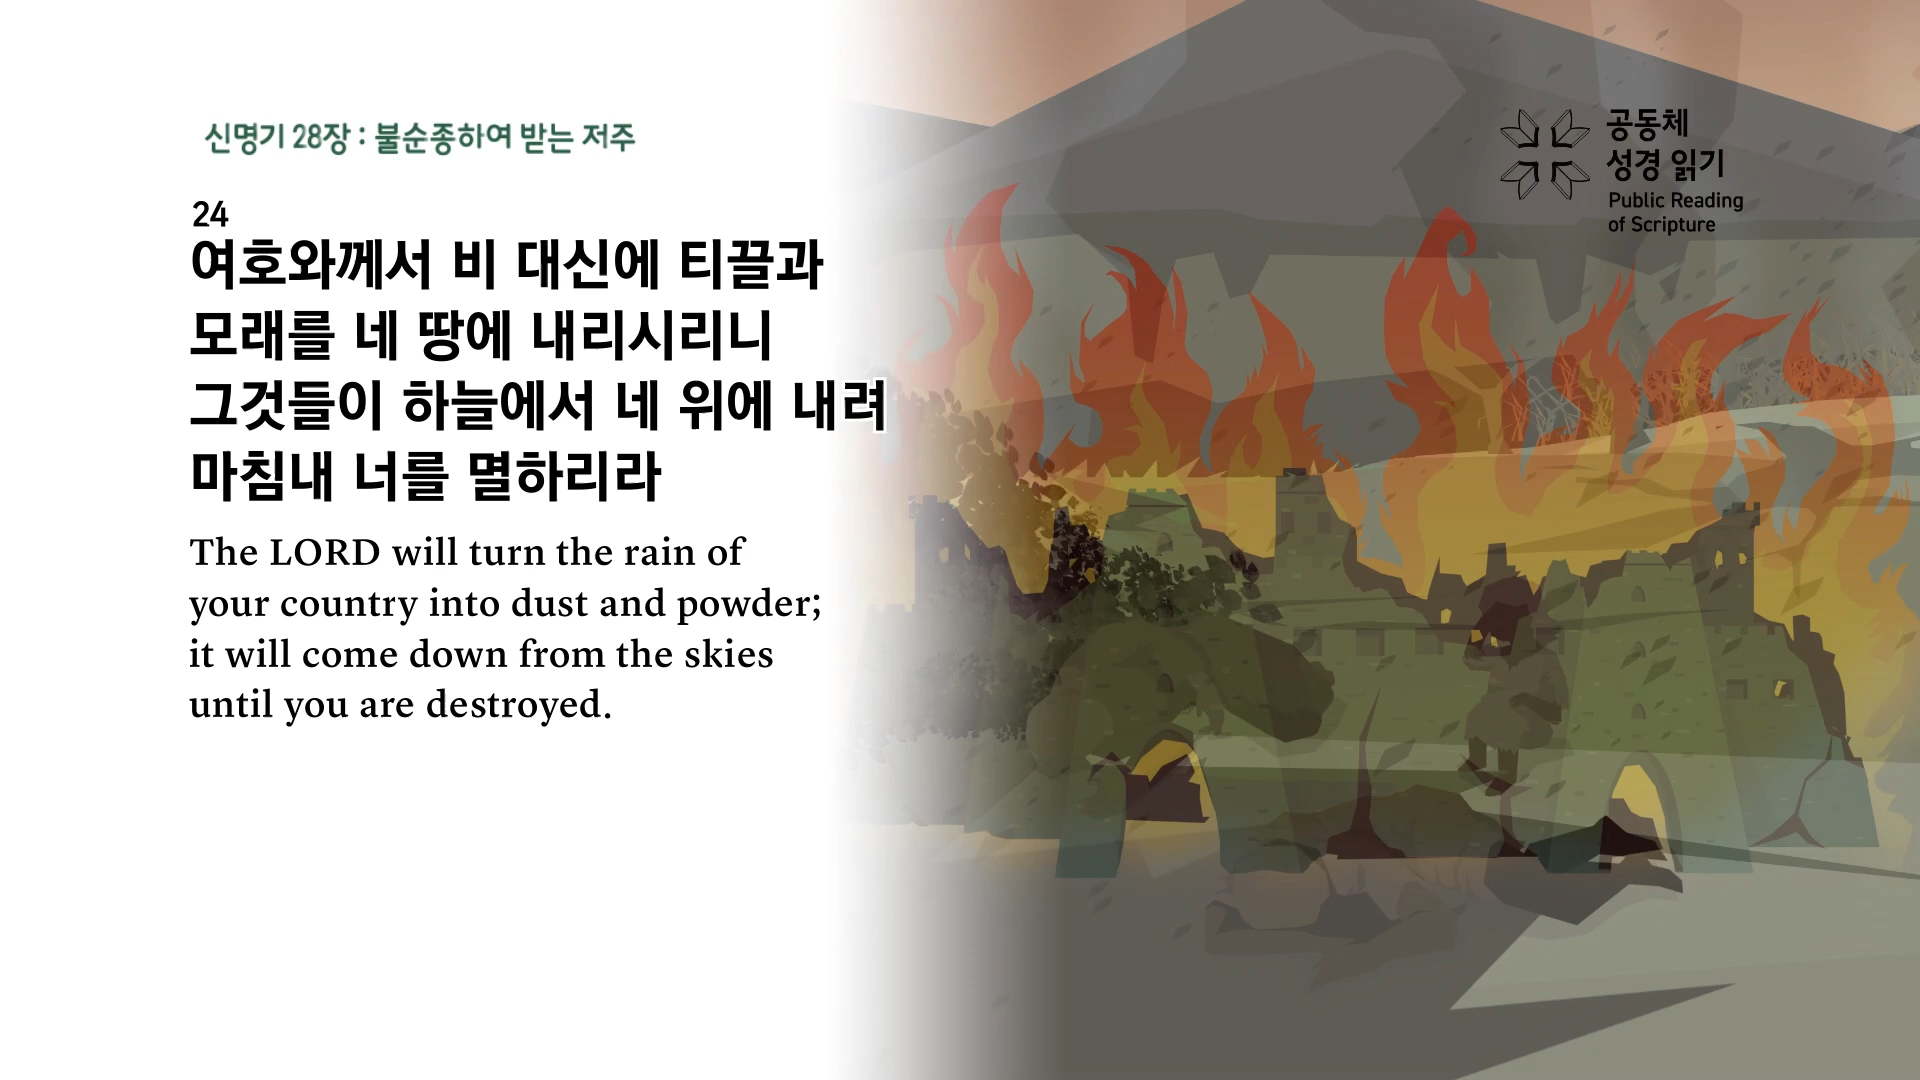 신명기 28장 : 불순종하여 받는 저주
24
여호와께서 비 대신에 티끌과
모래를 네 땅에 내리시리니
그것들이 하늘에서 네 위에 내려
마침내 너를 멸하리라
The LORD will turn the rain of
your country into dust and powder;
it will come down from the skies
until you are destroyed.
공동체
성경 읽기
Public Reading
of Scripture